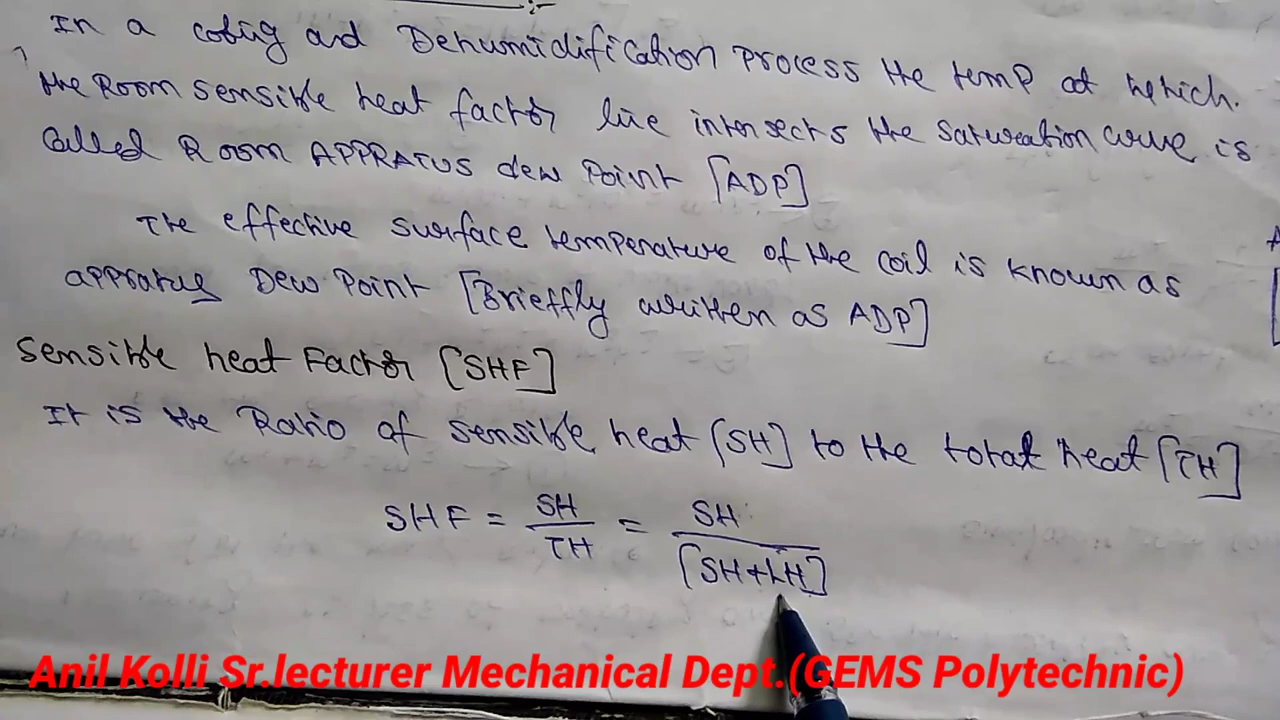 In a coling and Dehumidification process the temp at which.
the Room sensible heat factor line intersects the saturation curve is
Called Room APPRATUS dew Point [ADP]
The effective surface temperature of the coil is known as
appratus Dew Point [Brieffly written as ADP]
Sensible heat Factor [SHF]
It is the Ratio of sensible heat [SH] to the total heat [TH]
SHF = SH/TH = SH/[SH+LH]
Anil Kolli Sr.lecturer Mechanical Dept.(GEMS Polytechnic)